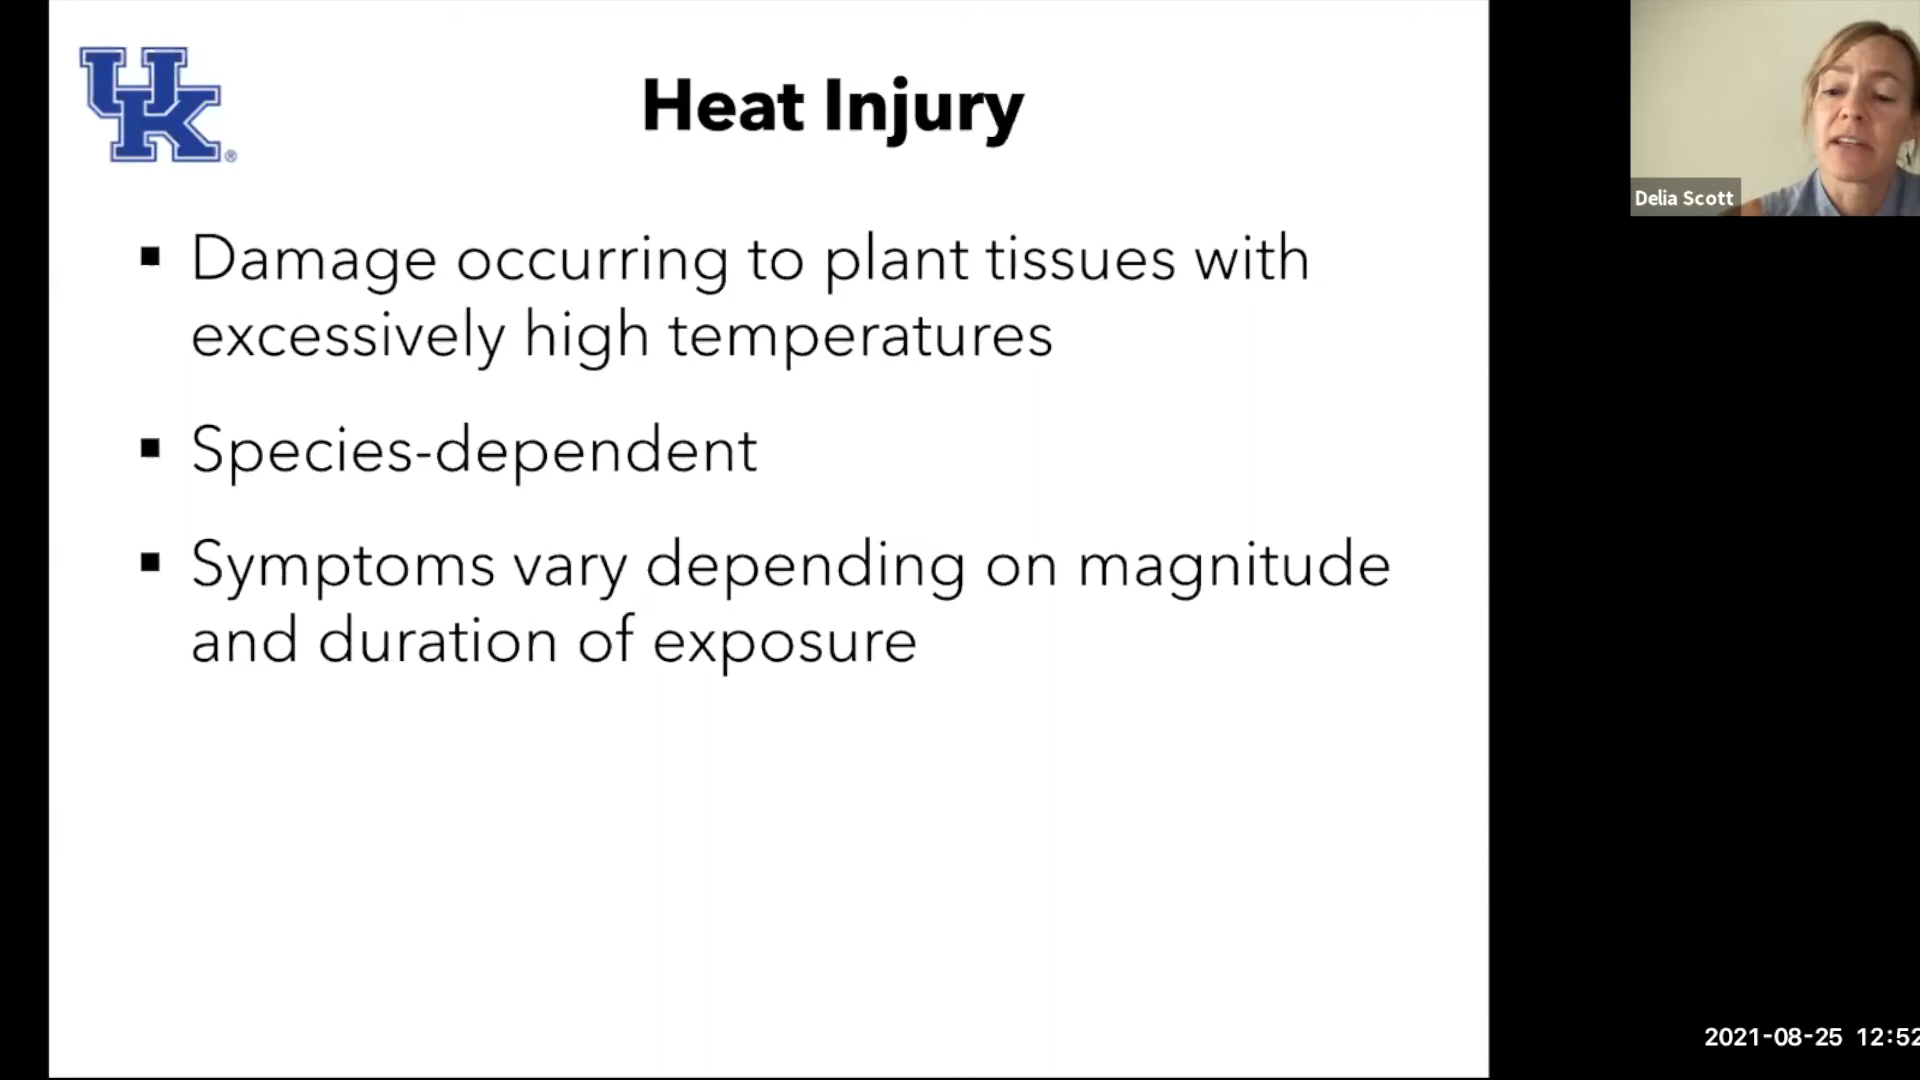 UK
®
Heat Injury
Delia Scott
▪ Damage occurring to plant tissues with
excessively high temperatures
▪ Species-dependent
▪ Symptoms vary depending on magnitude
and duration of exposure
2021-08-25 12:52